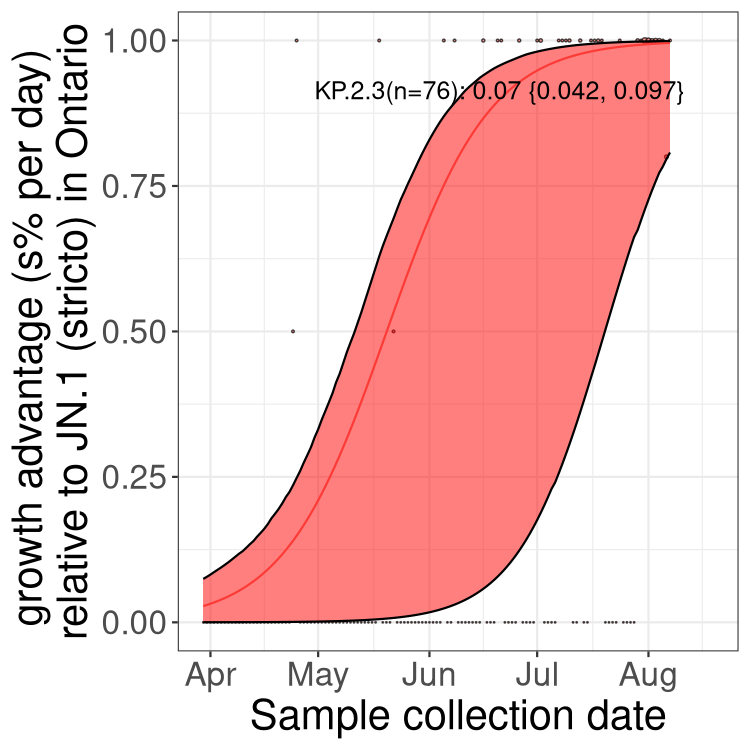 growth advantage (s% per day)
relative to JN.1 (stricto) in Ontario
1.00
0.75
0.50
0.25
0.00
KP.2.3(n=76): 0.07 {0.042, 0.097}
Apr May Jun Jul Aug
Sample collection date